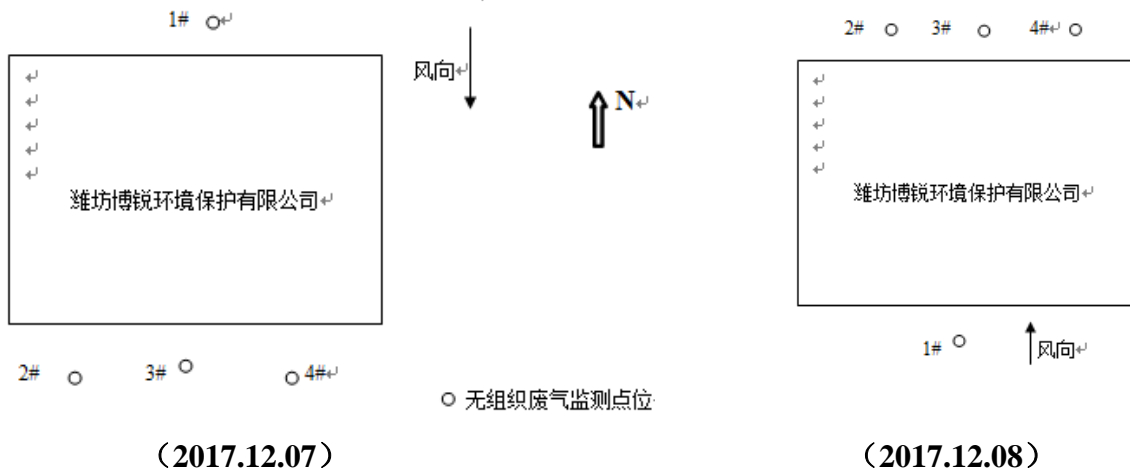 1#
风向
N
潍坊博锐环境保护有限公司
2# 3# 4#
无组织废气监测点位
（2017.12.07）
2# 3# 4#
潍坊博锐环境保护有限公司
1#
风向
（2017.12.08）